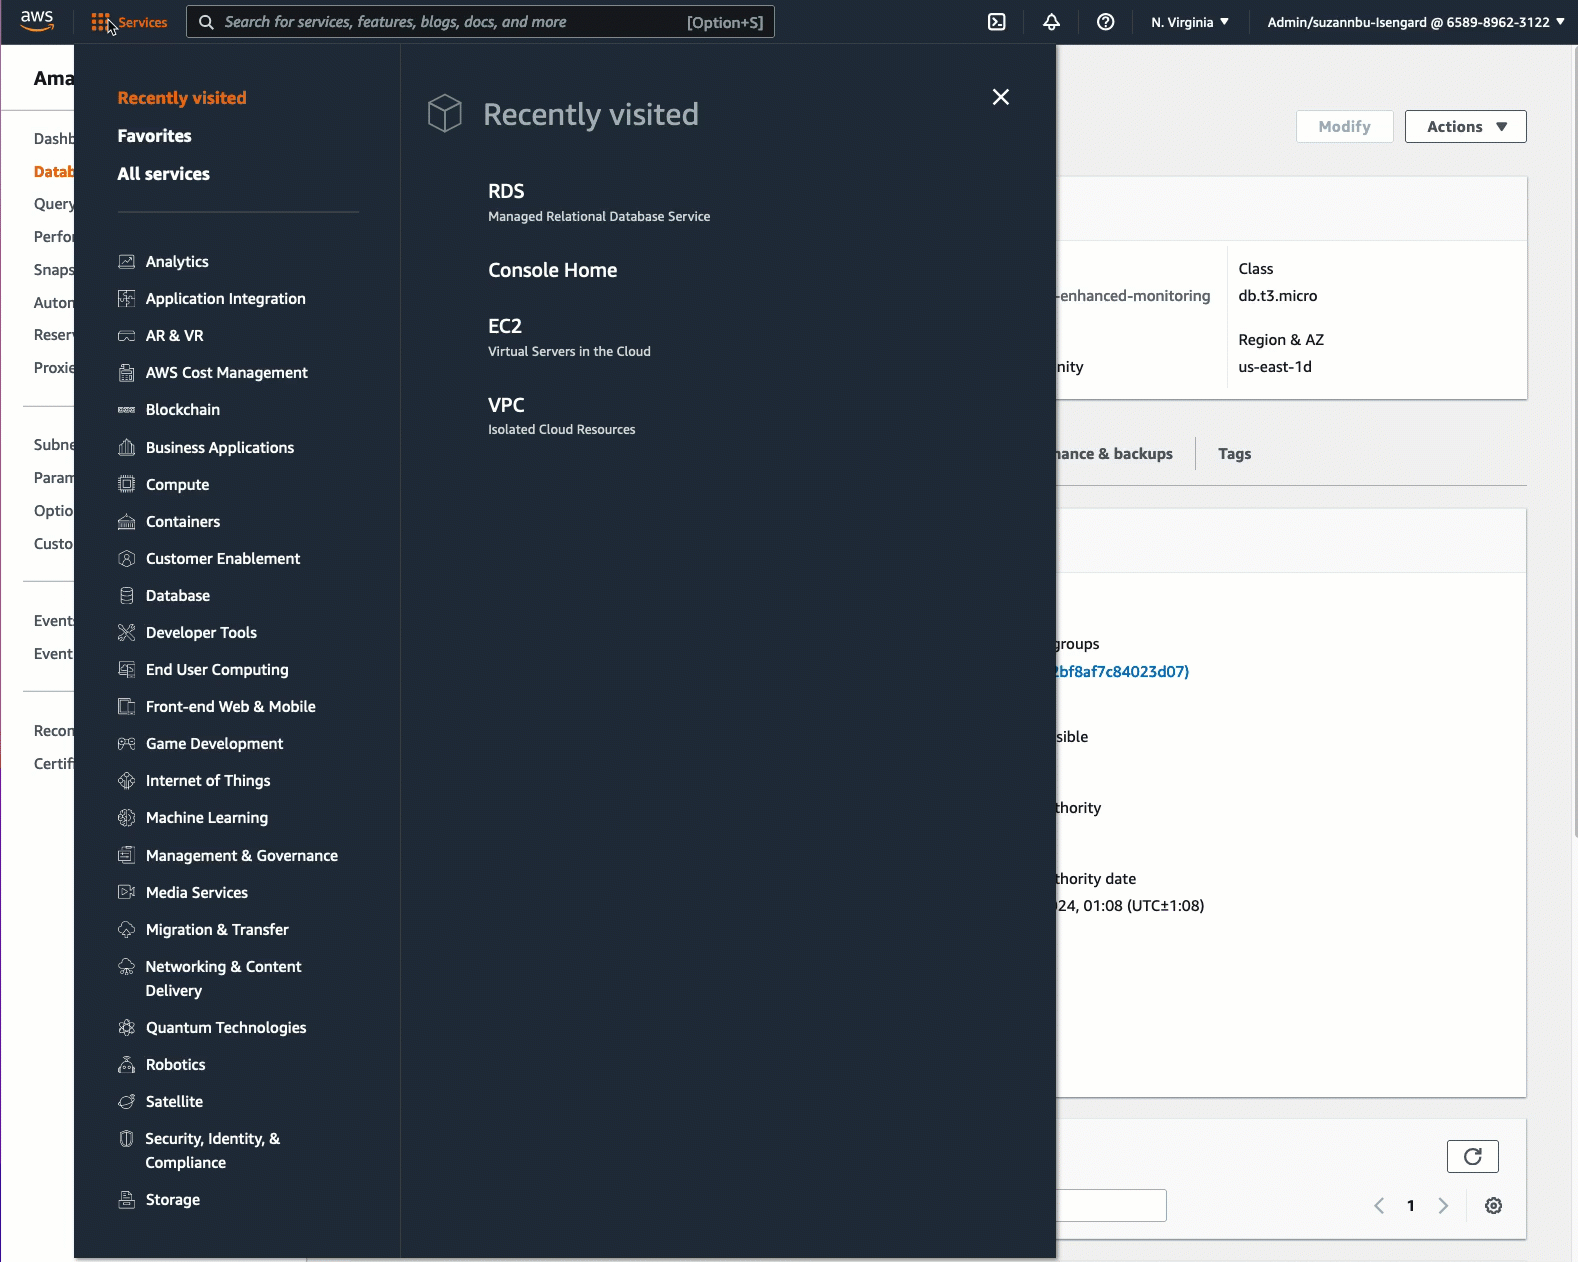 aws
Services
Search for services, features, blogs, docs, and more
[Option+S]
N. Virginia
Admin/suzannbu-Isengard @ 6589-8962-3122
Recently visited
Favorites
All services
Analytics
Application Integration
AR & VR
AWS Cost Management
Blockchain
Business Applications
Compute
Containers
Customer Enablement
Database
Developer Tools
End User Computing
Front-end Web & Mobile
Game Development
Internet of Things
Machine Learning
Management & Governance
Media Services
Migration & Transfer
Networking & Content
Delivery
Quantum Technologies
Robotics
Satellite
Security, Identity, &
Compliance
Storage
Recently visited
RDS
Managed Relational Database Service
Console Home
EC2
Virtual Servers in the Cloud
VPC
Isolated Cloud Resources
Ama
Dashb
Datab
Query
Perfor
Snaps
Auton
Reserv
Proxie
Subne
Param
Optio
Custo
Events
Event
Recom
Certifi
Modify
Actions
-enhanced-monitoring
nity
Class
db.t3.micro
Region & AZ
us-east-1d
nance & backups
Tags
groups
2bf8af7c84023d07)
sible
thority
thority date
24, 01:08 (UTC±1:08)
1